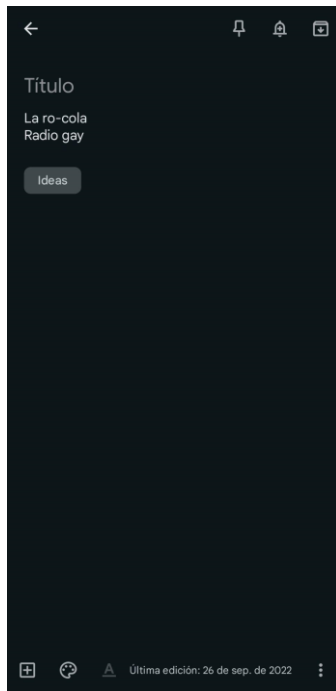 Título
La ro-cola
Radio gay
Ideas
A Última edición: 26 de sep. de 2022